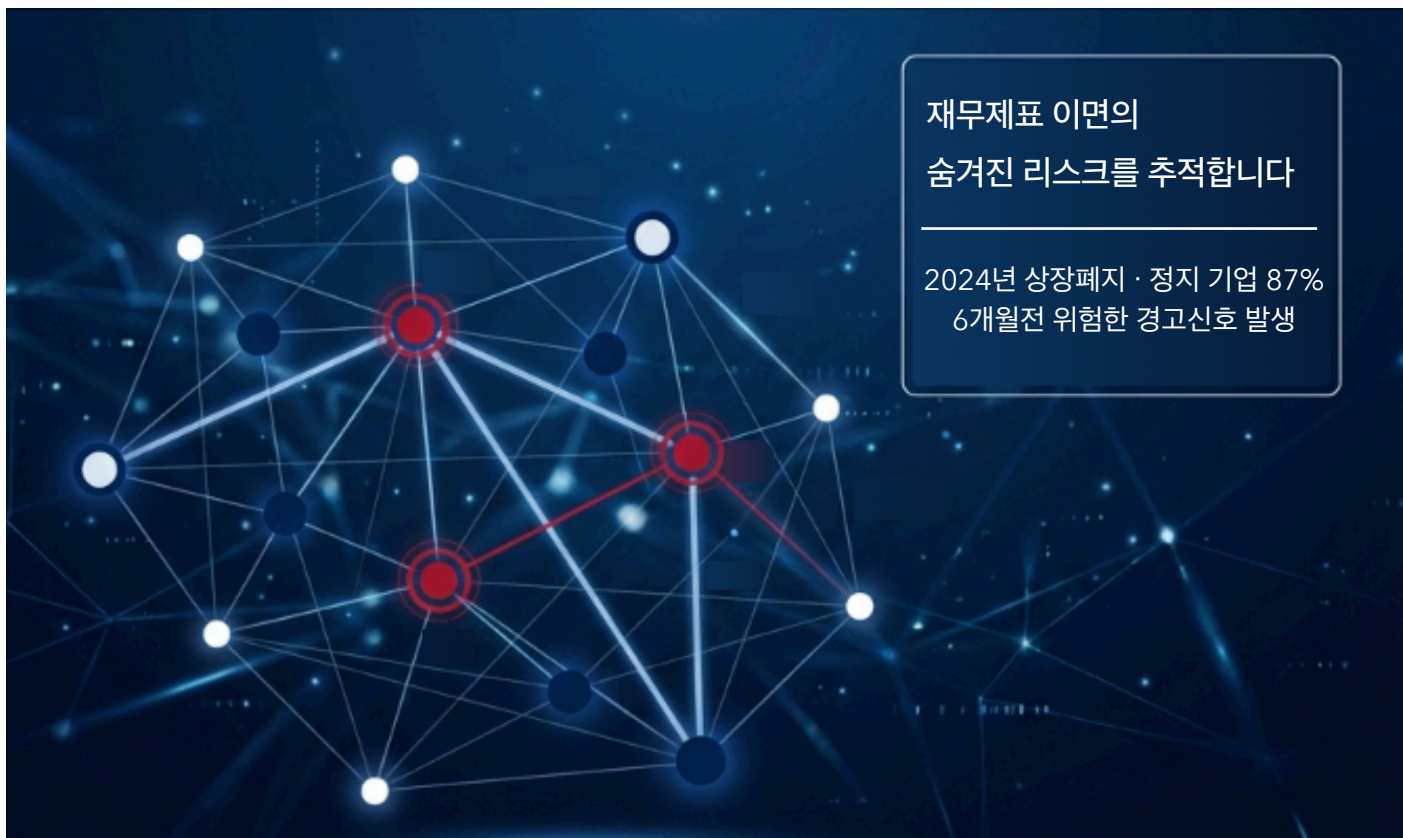 재무제표 이면의
숨겨진 리스크를 추적합니다
2024년 상장폐지 · 정지 기업 87%
6개월전 위험한 경고신호 발생